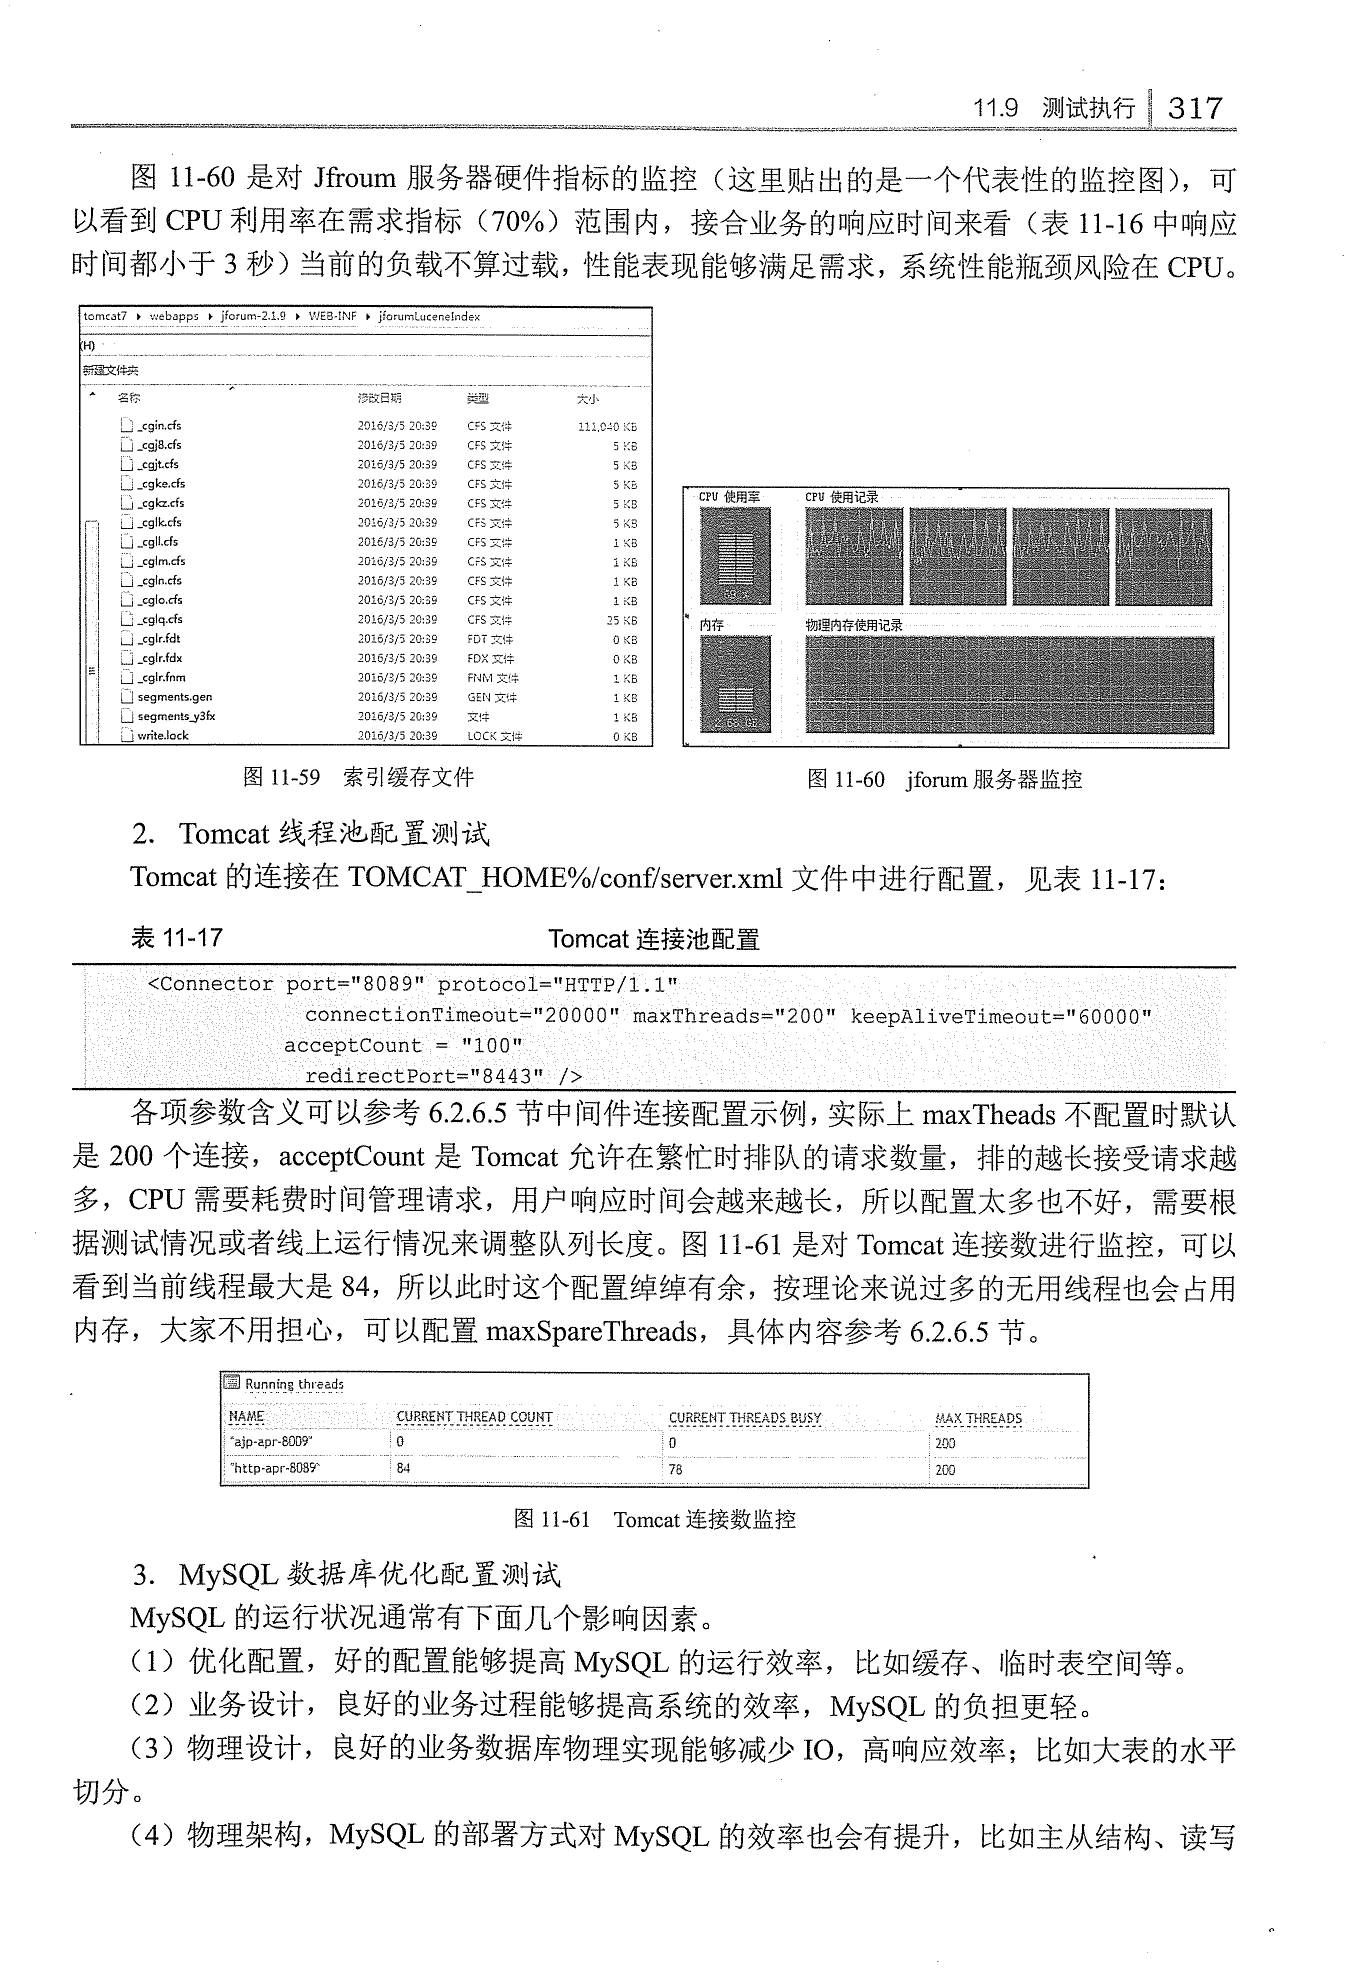 11.9 测试执行 317
图 11-60 是对 Jfroum 服务器硬件指标的监控（这里贴出的是一个代表性的监控图），可
以看到 CPU 利用率在需求指标（70%）范围内，接合业务的响应时间来看（表 11-16 中响应
时间都小于 3 秒）当前的负载不算过载，性能表现能够满足需求，系统性能瓶颈风险在 CPU。
tomcat7 ▸ webapps ▸ jforum-2.1.9 ▸ WEB-INF ▸ jforumLuceneIndex
(H)
新建文件夹
名称 修改日期 类型 大小
_cgin.cfs 2016/3/5 20:39 CFS 文件 111,040 KB
_cgj8.cfs 2016/3/5 20:39 CFS 文件 5 KB
_cgjt.cfs 2016/3/5 20:39 CFS 文件 5 KB
_cgke.cfs 2016/3/5 20:39 CFS 文件 5 KB
_cgkz.cfs 2016/3/5 20:39 CFS 文件 5 KB
_cglk.cfs 2016/3/5 20:39 CFS 文件 5 KB
_cgll.cfs 2016/3/5 20:39 CFS 文件 1 KB
_cglm.cfs 2016/3/5 20:39 CFS 文件 1 KB
_cgln.cfs 2016/3/5 20:39 CFS 文件 1 KB
_cglo.cfs 2016/3/5 20:39 CFS 文件 1 KB
_cglq.cfs 2016/3/5 20:39 CFS 文件 25 KB
_cglr.fdt 2016/3/5 20:39 FDT 文件 0 KB
_cglr.fdx 2016/3/5 20:39 FDX 文件 0 KB
_cglr.fnm 2016/3/5 20:39 FNM 文件 1 KB
segments.gen 2016/3/5 20:39 GEN 文件 1 KB
segments_y3fx 2016/3/5 20:39 文件 1 KB
write.lock 2016/3/5 20:39 LOCK 文件 0 KB
CPU 使用率 CPU 使用记录
内存 物理内存使用记录
图 11-59 索引缓存文件
图 11-60 jforum 服务器监控
2. Tomcat 线程池配置测试
Tomcat 的连接在 TOMCAT_HOME%/conf/server.xml 文件中进行配置，见表 11-17：
表 11-17 Tomcat 连接池配置
<Connector port="8089" protocol="HTTP/1.1"
connectionTimeout="20000" maxThreads="200" keepAliveTimeout="60000"
acceptCount = "100"
redirectPort="8443" />
各项参数含义可以参考 6.2.6.5 节中间件连接配置示例，实际上 maxTheads 不配置时默认
是 200 个连接，acceptCount 是 Tomcat 允许在繁忙时排队的请求数量，排的越长接受请求越
多，CPU 需要耗费时间管理请求，用户响应时间会越来越长，所以配置太多也不好，需要根
据测试情况或者线上运行情况来调整队列长度。图 11-61 是对 Tomcat 连接数进行监控，可以
看到当前线程最大是 84，所以此时这个配置绰绰有余，按理论来说过多的无用线程也会占用
内存，大家不用担心，可以配置 maxSpareThreads，具体内容参考 6.2.6.5 节。
Running threads
NAME CURRENT THREAD COUNT CURRENT THREADS BUSY MAX THREADS
"ajp-apr-8009" 0 0 200
"http-apr-8089" 84 78 200
图 11-61 Tomcat 连接数监控
3. MySQL 数据库优化配置测试
MySQL 的运行状况通常有下面几个影响因素。
（1）优化配置，好的配置能够提高 MySQL 的运行效率，比如缓存、临时表空间等。
（2）业务设计，良好的业务过程能够提高系统的效率，MySQL 的负担更轻。
（3）物理设计，良好的业务数据库物理实现能够减少 IO，高响应效率；比如大表的水平
切分。
（4）物理架构，MySQL 的部署方式对 MySQL 的效率也会有提升，比如主从结构、读写